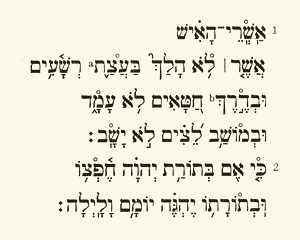 1 אַ֥שְֽׁרֵי־הָאִ֗ישׁ
אֲשֶׁ֤ר ׀ לֹ֥א הָלַךְ֮ בַּעֲצַ֪תᵃ רְשָׁ֫עִ֥ים
וּבְדֶ֣רֶךְᵇ חַ֭טָּאִים לֹ֥א עָמָ֑ד
וּבְמוֹשַׁ֥ב לֵ֝צִ֗ים לֹ֣א יָשָֽׁב׃
2 כִּ֤י אִ֥ם בְּתוֹרַ֥ת יְהוָ֗ה חֶ֫פְצ֥וֹ
וּֽבְתוֹרָת֥וֹ יֶהְגֶּ֗ה יוֹמָ֥ם וָלָֽיְלָה׃